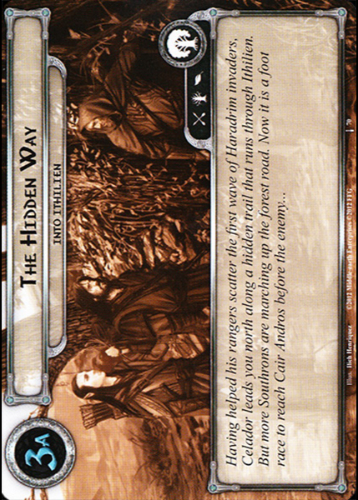 3A
THE HIDDEN WAY
INTO ITHILIEN
Having helped his rangers scatter the first wave of Haradrim invaders,
Celador leads you north along a hidden trail that runs through Ithilien.
But more Southrons are marching up the forest road. Now it is a foot
race to reach Cair Andros before the enemy...
Illus. Hich Henriquez ©2012 Middle-earth Enterprises ©2012 FFG 70